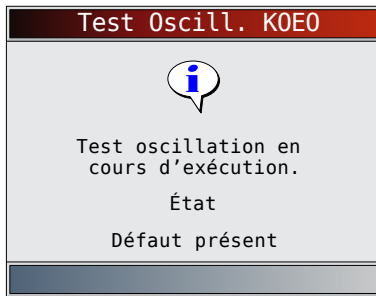 Test Oscill. KOEO
Test oscillation en
cours d'exécution.
État
Défaut présent